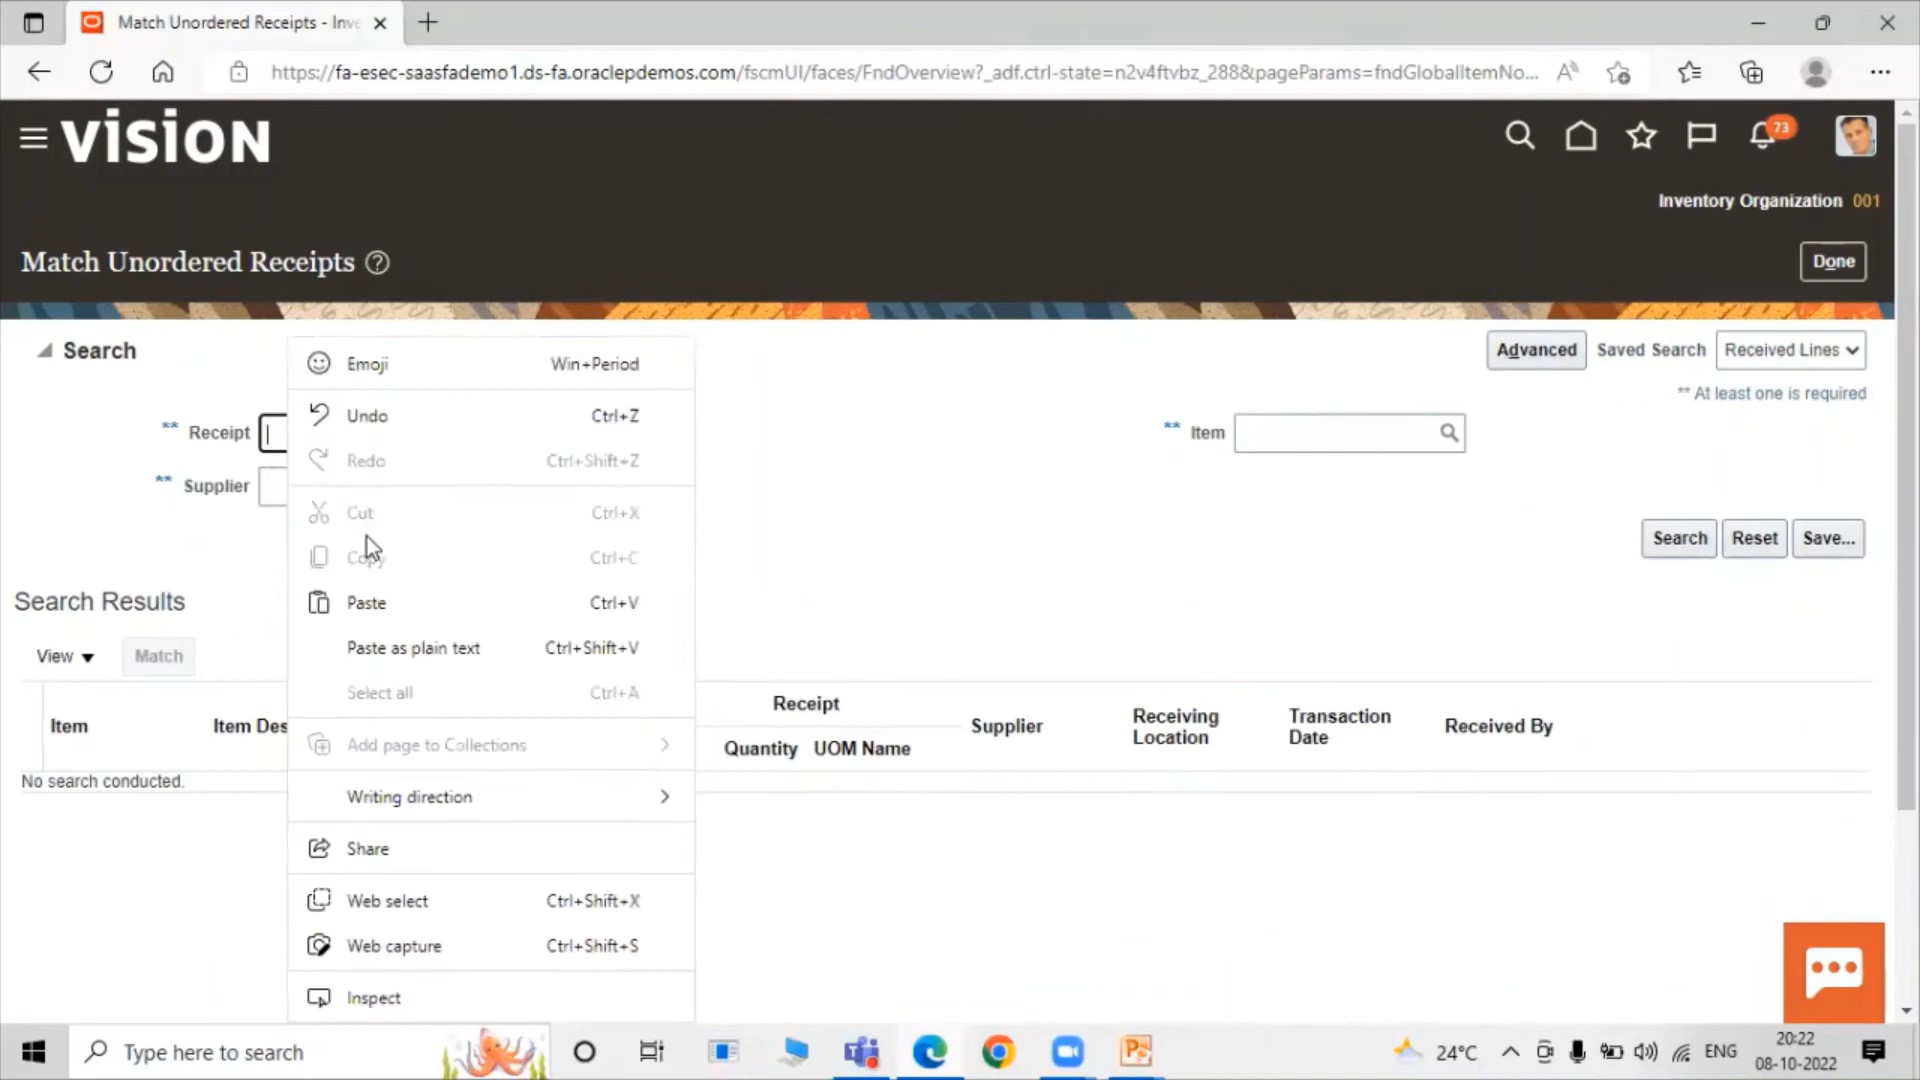 Match Unordered Receipts - Inve
https://fa-esec-saasfademo1.ds-fa.oraclepdemos.com/fscmUI/faces/FndOverview?_adf.ctrl-state=n2v4ftvbz_288&pageParams=fndGlobalItemNo...
VISION
73
Inventory Organization 001
Match Unordered Receipts
Done
Search
Advanced Saved Search Received Lines
** At least one is required
** Receipt
** Item
** Supplier
Search Reset Save...
Emoji Win+Period
Undo Ctrl+Z
Redo Ctrl+Shift+Z
Cut Ctrl+X
Copy Ctrl+C
Paste Ctrl+V
Paste as plain text Ctrl+Shift+V
Select all Ctrl+A
Add page to Collections
Writing direction
Share
Web select Ctrl+Shift+X
Web capture Ctrl+Shift+S
Inspect
Search Results
View Match
Item Item Des Receipt Quantity UOM Name Supplier Receiving Location Transaction Date Received By
No search conducted.
Type here to search
24°C ENG 20:22
08-10-2022